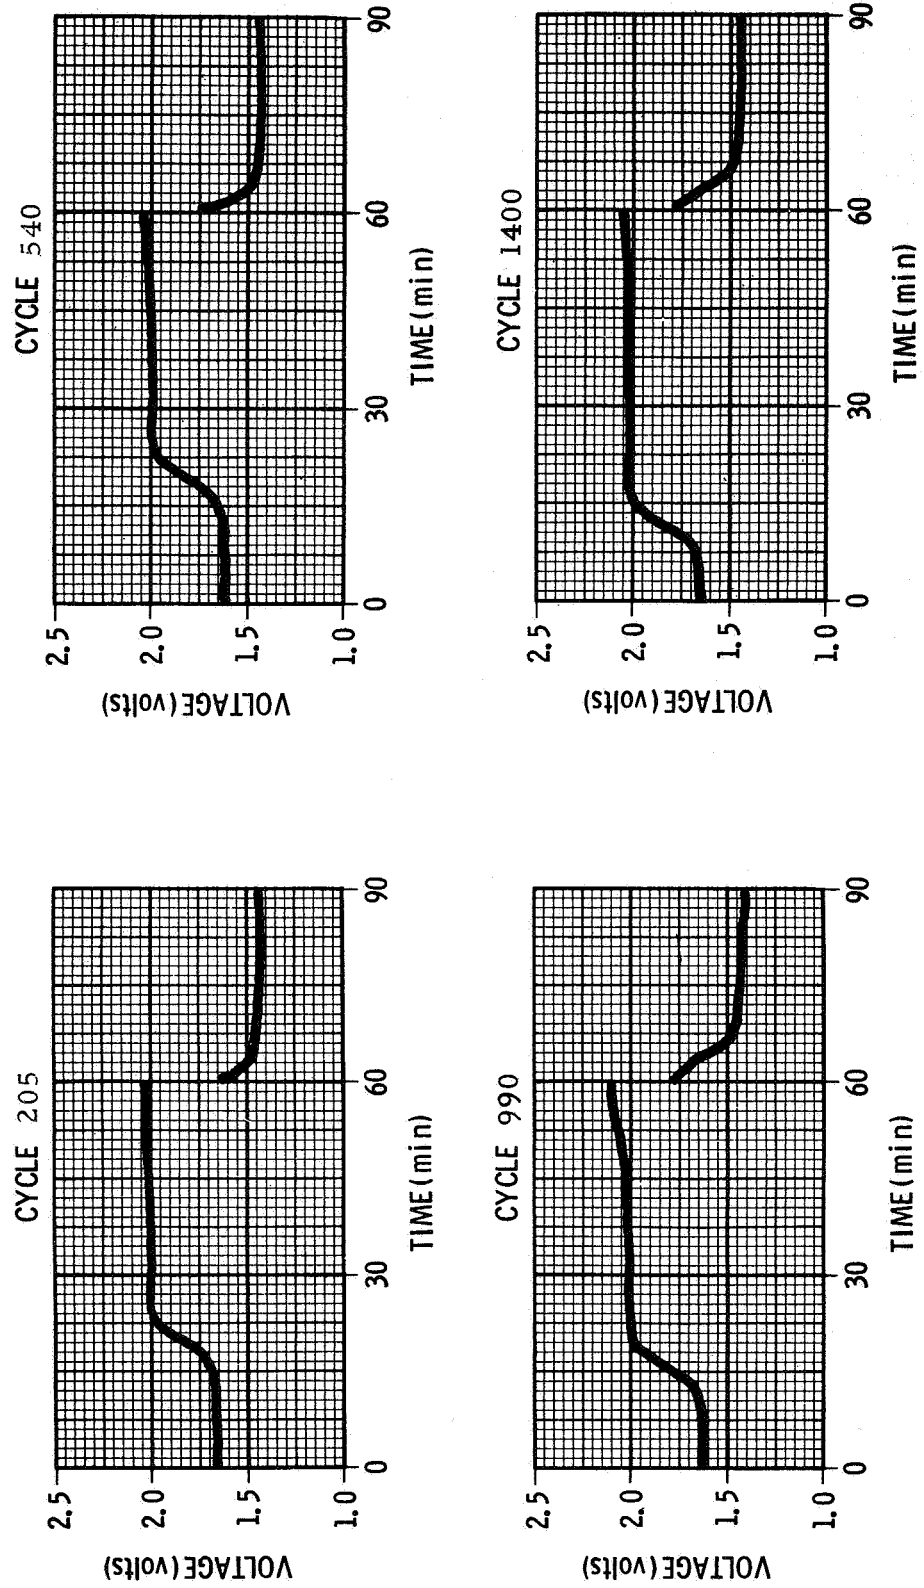 CYCLE 205
2.5
2.0
1.5
1.0
VOLTAGE(volts)
0
30
60
90
TIME(min)
CYCLE 540
2.5
2.0
1.5
1.0
VOLTAGE(volts)
0
30
60
90
TIME(min)
CYCLE 990
2.5
2.0
1.5
1.0
VOLTAGE(volts)
0
30
60
90
TIME(min)
CYCLE 1400
2.5
2.0
1.5
1.0
VOLTAGE(volts)
0
30
60
90
TIME(min)